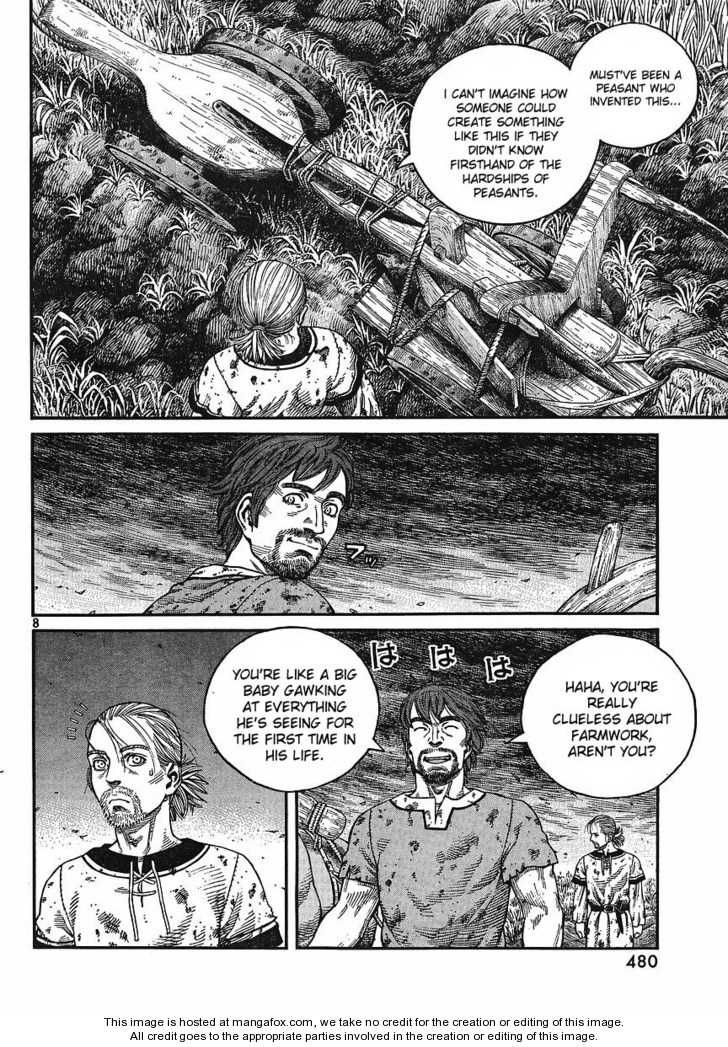 MUST'VE BEEN A
PEASANT WHO
INVENTED THIS...
I CAN'T IMAGINE HOW
SOMEONE COULD
CREATE SOMETHING
LIKE THIS IF THEY
DIDN'T KNOW
FIRSTHAND OF THE
HARDSHIPS OF
PEASANTS.
フッ
8
は は は
HAHA, YOU'RE
REALLY
CLUELESS ABOUT
FARMWORK,
AREN'T YOU?
YOU'RE LIKE A BIG
BABY GAWKING
AT EVERYTHING
HE'S SEEING FOR
THE FIRST TIME IN
HIS LIFE.
480
This image is hosted at mangafox.com, we take no credit for the creation or editing of this image.
All credit goes to the appropriate parties involved in the creation or editing of this image.